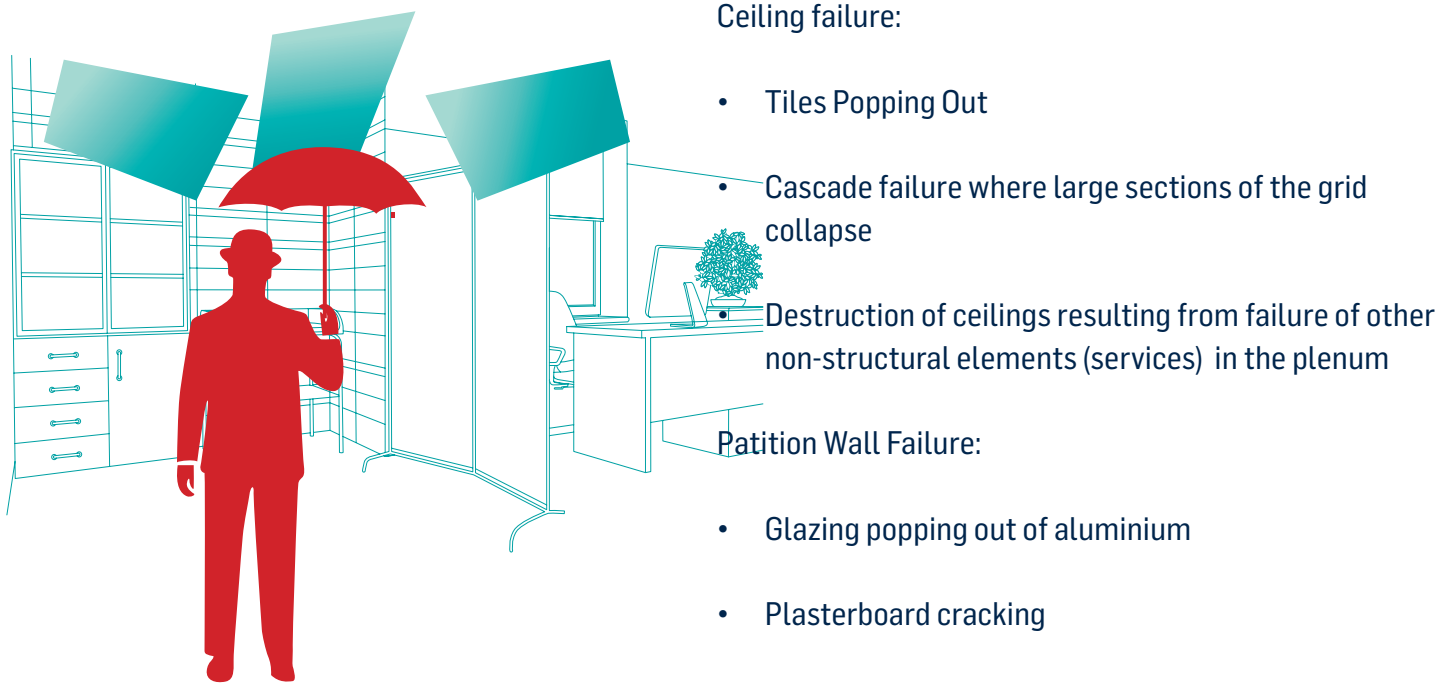 Ceiling failure:
• Tiles Popping Out
• Cascade failure where large sections of the grid
collapse
• Destruction of ceilings resulting from failure of other
non-structural elements (services)  in the plenum
Patition Wall Failure:
• Glazing popping out of aluminium
• Plasterboard cracking